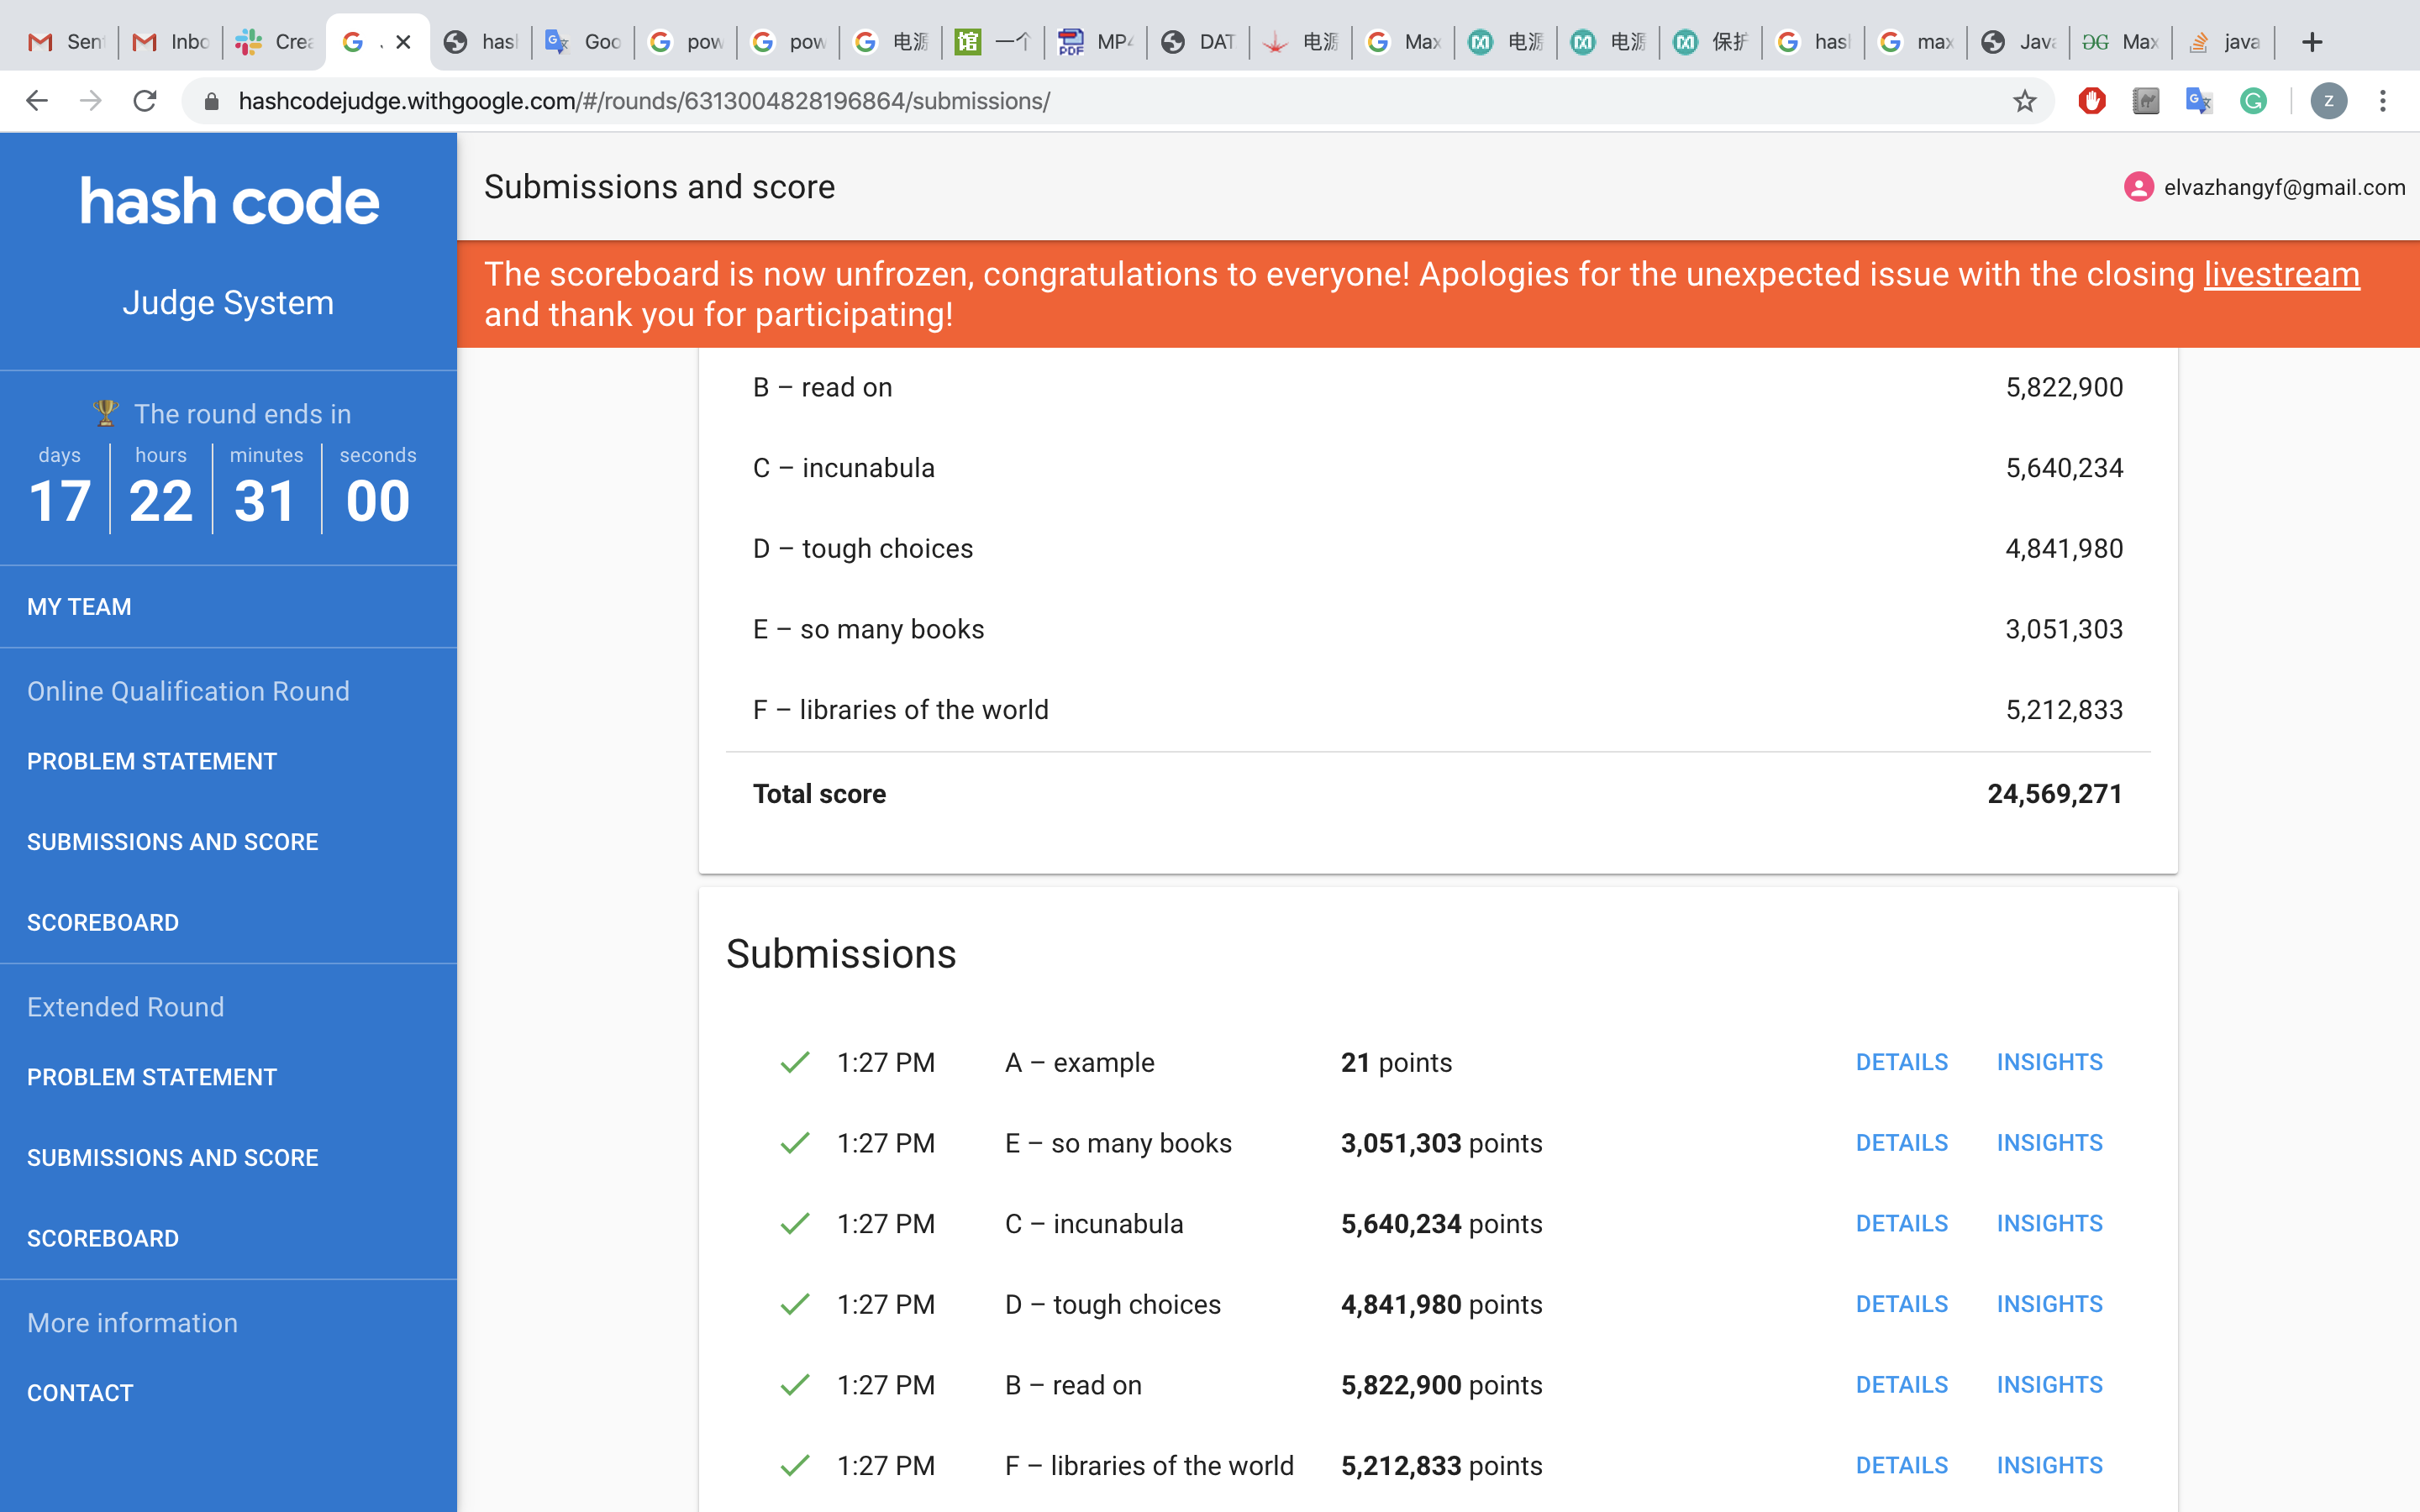 Sen
Inbo
Crea
hasl
Goo
pow
pow
电源
一个
MP4
DAT
电源
Max
电源
电源
保护
hasl
max
Java
Max
java
hashcodejudge.withgoogle.com/#/rounds/6313004828196864/submissions/
Z
hash code
Judge System
The round ends in
days hours minutes seconds
17 22 31 00
MY TEAM
Online Qualification Round
PROBLEM STATEMENT
SUBMISSIONS AND SCORE
SCOREBOARD
Extended Round
PROBLEM STATEMENT
SUBMISSIONS AND SCORE
SCOREBOARD
More information
CONTACT
Submissions and score
elvazhangyf@gmail.com
The scoreboard is now unfrozen, congratulations to everyone! Apologies for the unexpected issue with the closing livestream
and thank you for participating!
B – read on 5,822,900
C – incunabula 5,640,234
D – tough choices 4,841,980
E – so many books 3,051,303
F – libraries of the world 5,212,833
Total score 24,569,271
Submissions
1:27 PM A – example 21 points DETAILS INSIGHTS
1:27 PM E – so many books 3,051,303 points DETAILS INSIGHTS
1:27 PM C – incunabula 5,640,234 points DETAILS INSIGHTS
1:27 PM D – tough choices 4,841,980 points DETAILS INSIGHTS
1:27 PM B – read on 5,822,900 points DETAILS INSIGHTS
1:27 PM F – libraries of the world 5,212,833 points DETAILS INSIGHTS